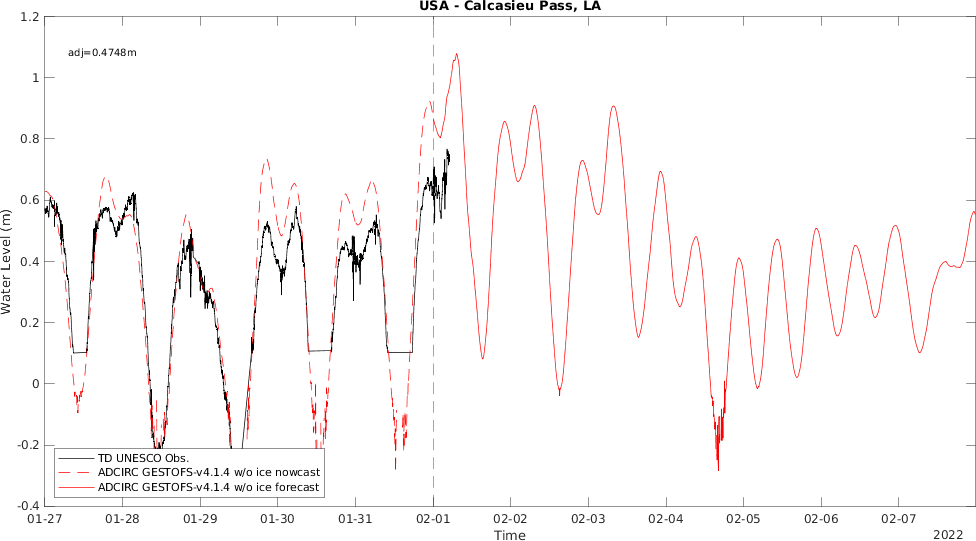 USA - Calcasieu Pass, LA
adj=0.4748m
Water Level (m)
1.2
1
0.8
0.6
0.4
0.2
0
-0.2
-0.4
TD UNESCO Obs.
ADCIRC GESTOFS-v4.1.4 w/o ice nowcast
ADCIRC GESTOFS-v4.1.4 w/o ice forecast
01-27 01-28 01-29 01-30 01-31 02-01 02-02 02-03 02-04 02-05 02-06 02-07
Time
2022